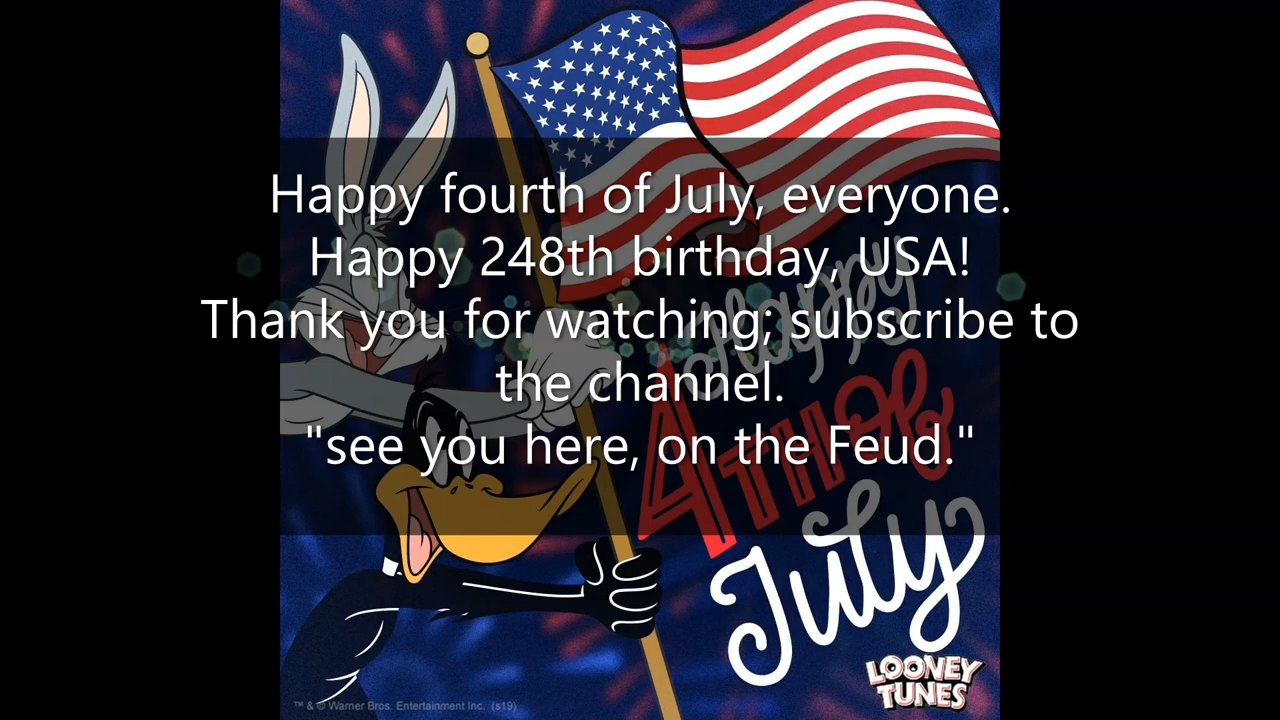 Happy fourth of July, everyone.
Happy 248th birthday, USA!
Thank you for watching; subscribe to
the channel.
"see you here, on the Feud."
Happy
4TH OF
July
LOONEY
TUNES
™ & © Warner Bros. Entertainment Inc. (s19)